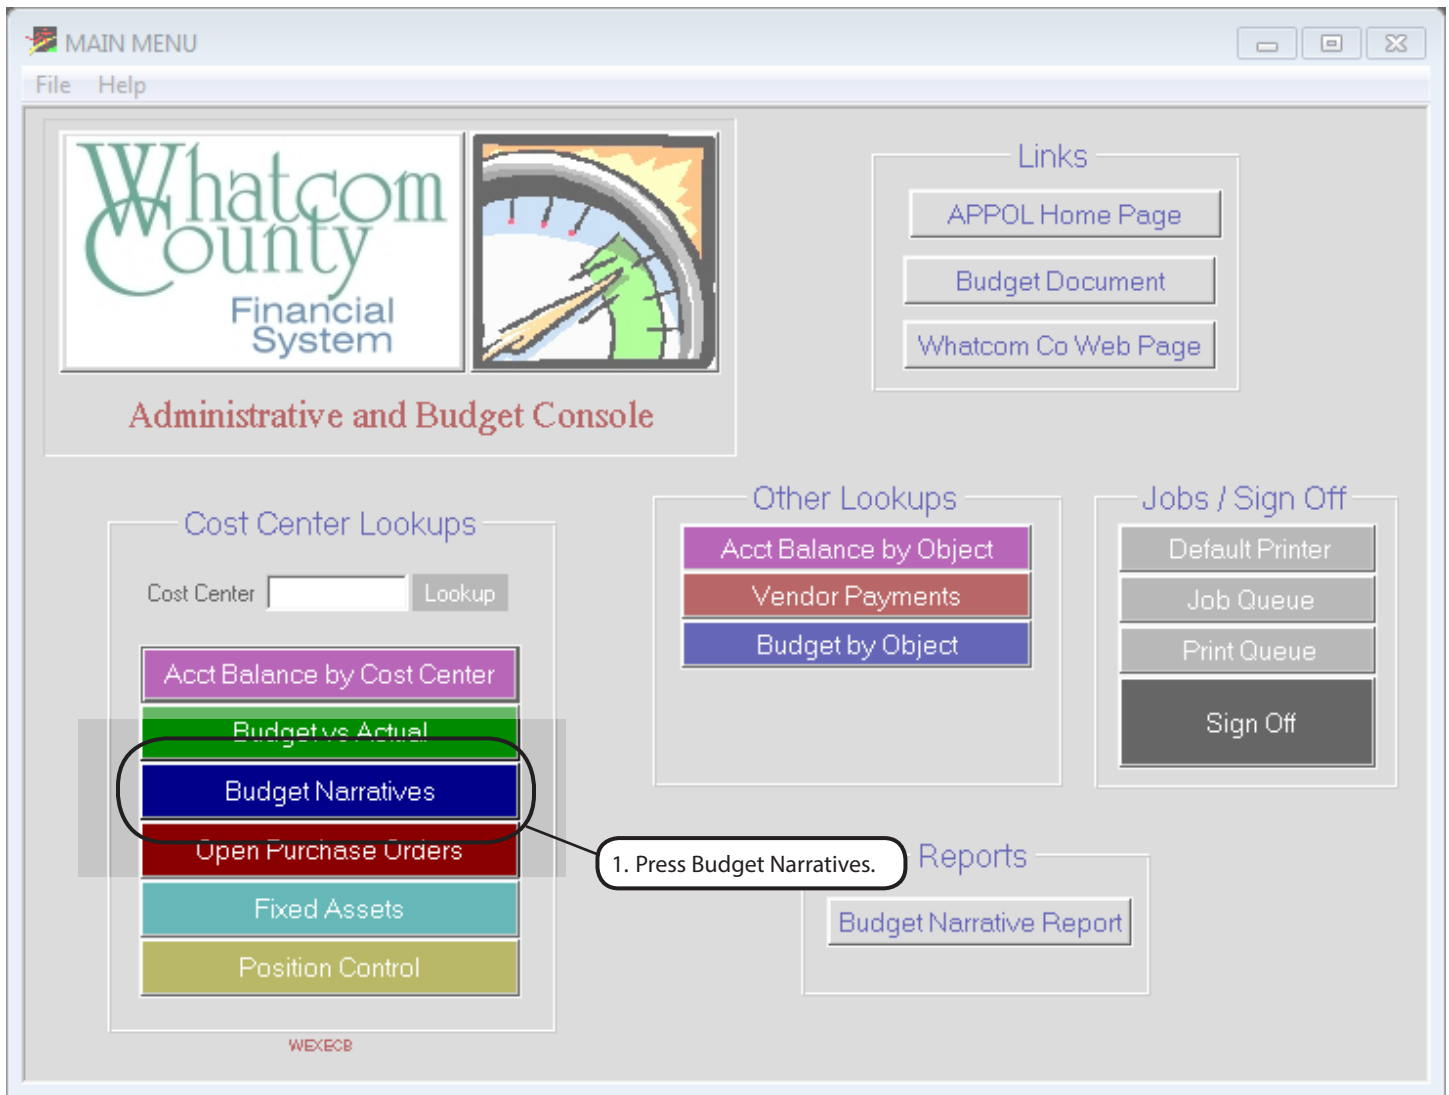 MAIN MENU
File Help
Whatcom
County
Financial
System
Administrative and Budget Console
Links
APPOL Home Page
Budget Document
Whatcom Co Web Page
Cost Center Lookups
Cost Center Lookup
Acct Balance by Cost Center
Budget vs Actual
Budget Narratives
Open Purchase Orders
Fixed Assets
Position Control
WEXECB
Other Lookups
Acct Balance by Object
Vendor Payments
Budget by Object
Jobs / Sign Off
Default Printer
Job Queue
Print Queue
Sign Off
1. Press Budget Narratives.
Reports
Budget Narrative Report